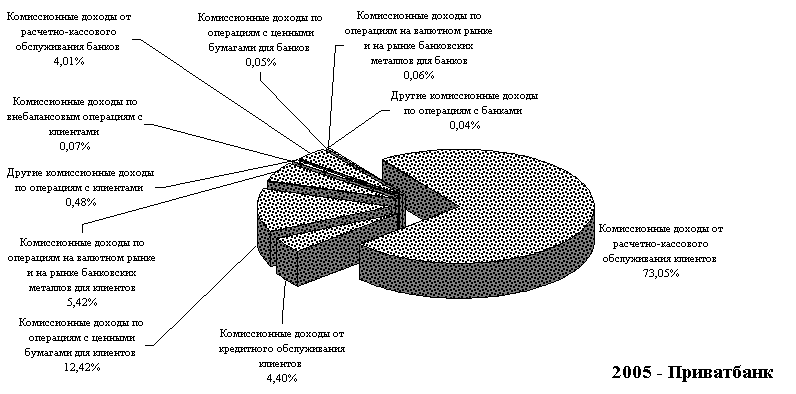 Комиссионные доходы от
расчетно-кассового
обслуживания банков
4,01%
Комиссионные доходы по
операциям с ценными
бумагами для банков
0,05%
Комиссионные доходы по
операциям на валютном рынке
и на рынке банковских
металлов для банков
0,06%
Другие комиссионные доходы
по операциям с банками
0,04%
Комиссионные доходы по
внебалансовым операциям с
клиентами
0,07%
Другие комиссионные доходы
по операциям с клиентами
0,48%
Комиссионные доходы по
операциям на валютном рынке
и на рынке банковских
металлов для клиентов
5,42%
Комиссионные доходы по
операциям с ценными
бумагами для клиентов
12,42%
Комиссионные доходы от
кредитного обслуживания
клиентов
4,40%
Комиссионные доходы от
расчетно-кассового
обслуживания клиентов
73,05%
2005 - Приватбанк